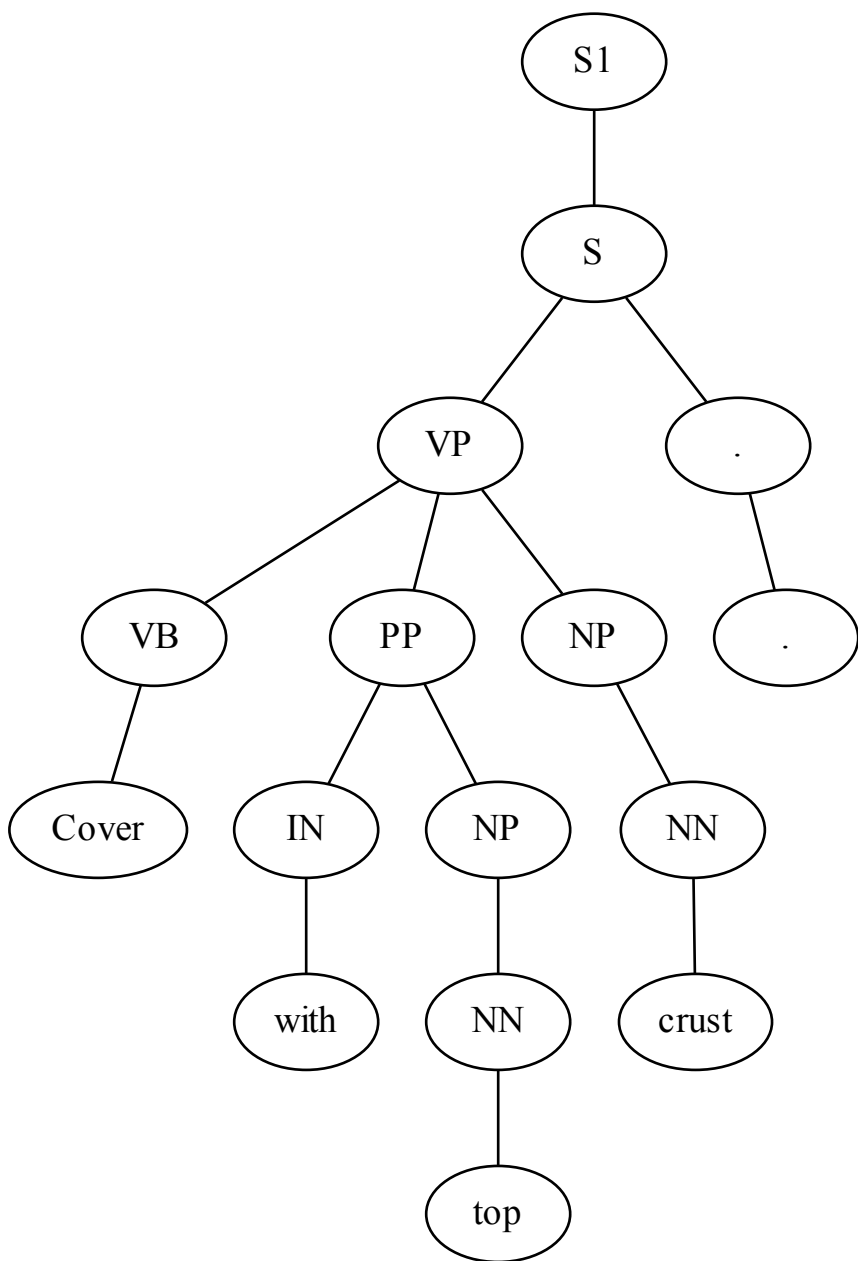 S1
S
VP .
VB PP NP .
Cover IN NP NN
with NN crust
top